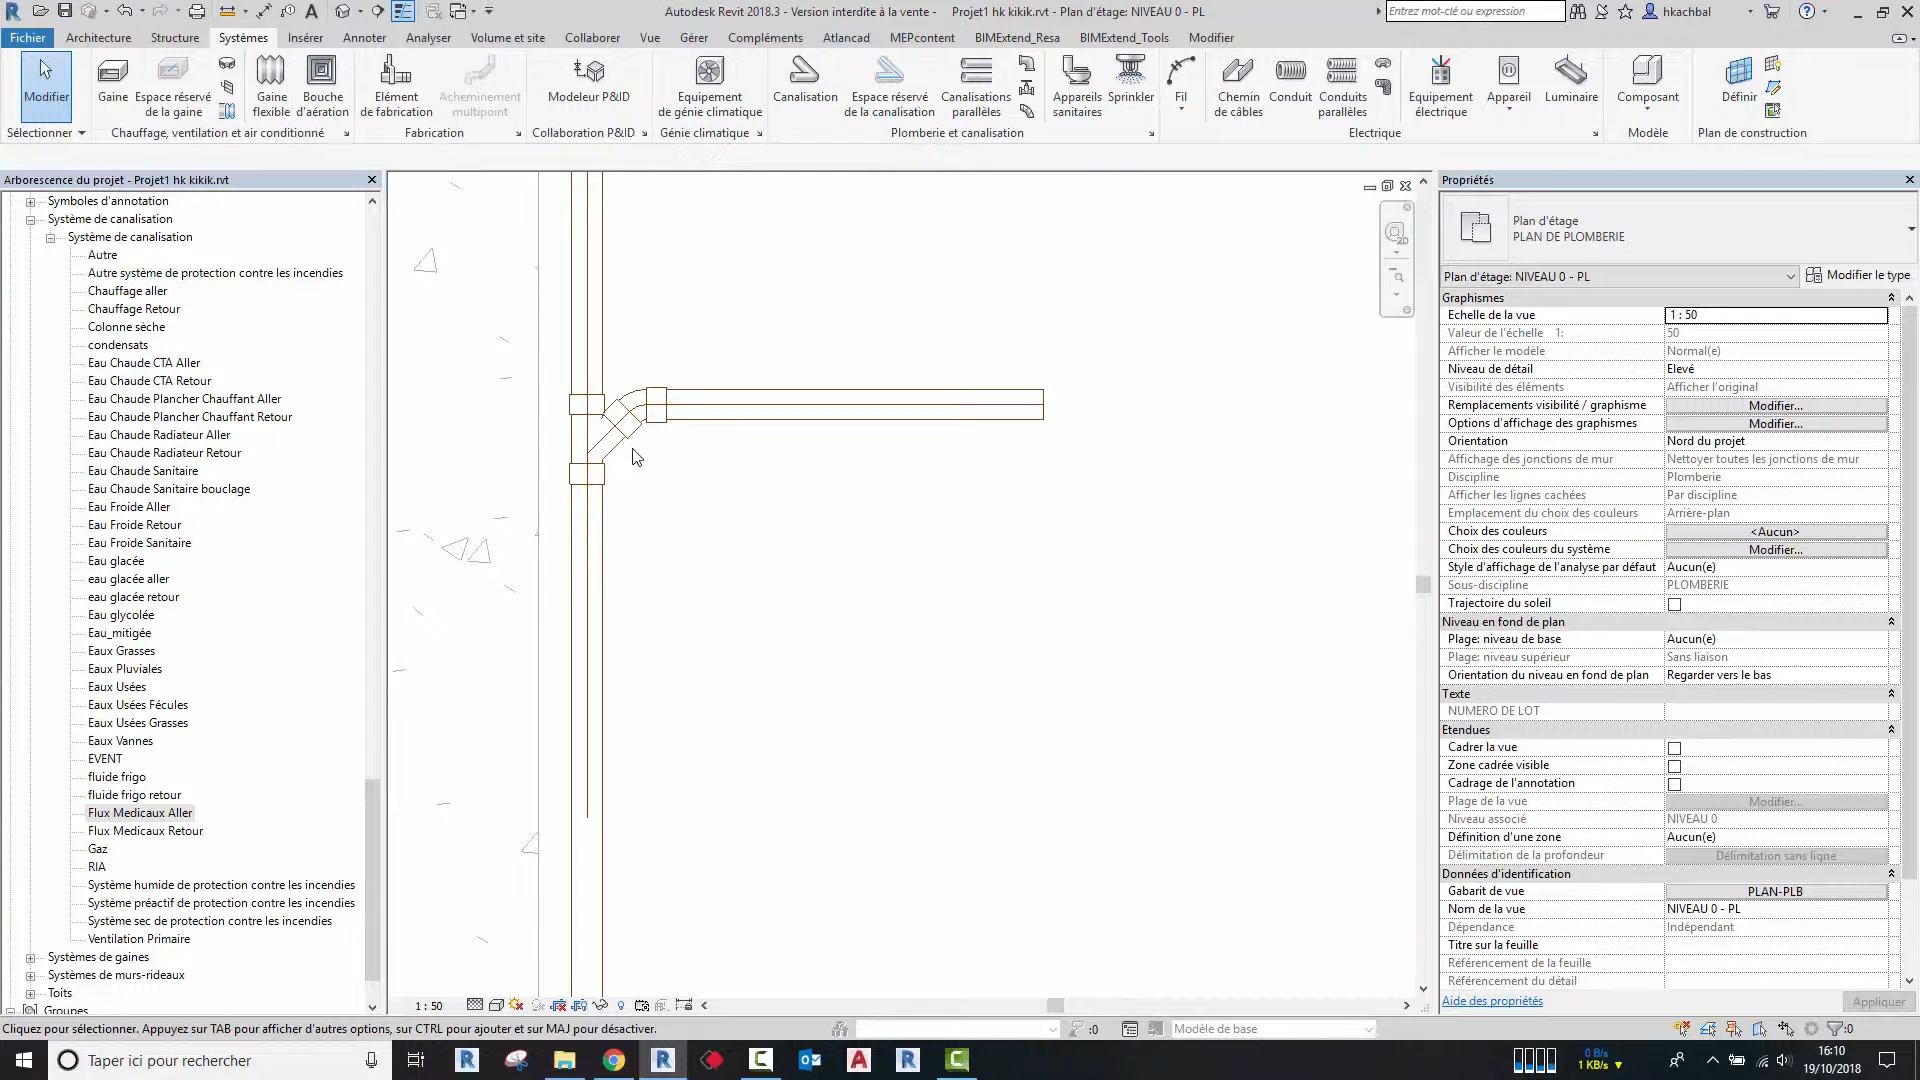 Autodesk Revit 2018.3 - Version interdite à la vente - Projet1 hk kikik.rvt - Plan d'étage: NIVEAU 0 - PL
Entrez mot-clé ou expression
hkachbal
Fichier Architecture Structure Systèmes Insérer Annoter Analyser Volume et site Collaborer Vue Gérer Compléments Atlancad MEPcontent BIMExtend_Resa BIMExtend_Tools Modifier
Modifier Gaine Espace réservé de la gaine Gaine flexible Bouche d'aération Elément de fabrication Acheminement multipoint Modeleur P&ID Equipement de génie climatique Canalisation Espace réservé de la canalisation Canalisations parallèles Appareils sanitaires Sprinkler Fil Chemin de câbles Conduit Conduits parallèles Equipement électrique Appareil Luminaire Composant Définir
Sélectionner Chauffage, ventilation et air conditionné Fabrication Collaboration P&ID Génie climatique Plomberie et canalisation Electrique Modèle Plan de construction
Arborescence du projet - Projet1 hk kikik.rvt
Symboles d'annotation
Système de canalisation
Système de canalisation
Autre
Autre système de protection contre les incendies
Chauffage aller
Chauffage Retour
Colonne sèche
condensats
Eau Chaude CTA Aller
Eau Chaude CTA Retour
Eau Chaude Plancher Chauffant Aller
Eau Chaude Plancher Chauffant Retour
Eau Chaude Radiateur Aller
Eau Chaude Radiateur Retour
Eau Chaude Sanitaire
Eau Chaude Sanitaire bouclage
Eau Froide Aller
Eau Froide Retour
Eau Froide Sanitaire
Eau glacée
eau glacée aller
eau glacée retour
Eau glycolée
Eau_mitigée
Eaux Grasses
Eaux Pluviales
Eaux Usées
Eaux Usées Fécules
Eaux Usées Grasses
Eaux Vannes
EVENT
fluide frigo
fluide frigo retour
Flux Medicaux Aller
Flux Medicaux Retour
Gaz
RIA
Système humide de protection contre les incendies
Système préactif de protection contre les incendies
Système sec de protection contre les incendies
Ventilation Primaire
Systèmes de gaines
Systèmes de murs-rideaux
Toits
Groupes
2D
1 : 50
Propriétés
Plan d'étage
PLAN DE PLOMBERIE
Plan d'étage: NIVEAU 0 - PL Modifier le type
Graphismes
Echelle de la vue 1 : 50
Valeur de l'échelle 1: 50
Afficher le modèle Normal(e)
Niveau de détail Elevé
Visibilité des éléments Afficher l'original
Remplacements visibilité / graphisme Modifier...
Options d'affichage des graphismes Modifier...
Orientation Nord du projet
Affichage des jonctions de mur Nettoyer toutes les jonctions de mur
Discipline Plomberie
Afficher les lignes cachées Par discipline
Emplacement du choix des couleurs Arrière-plan
Choix des couleurs <Aucun>
Choix des couleurs du système Modifier...
Style d'affichage de l'analyse par défaut Aucun(e)
Sous-discipline PLOMBERIE
Trajectoire du soleil
Niveau en fond de plan
Plage: niveau de base Aucun(e)
Plage: niveau supérieur Sans liaison
Orientation du niveau en fond de plan Regarder vers le bas
Texte
NUMERO DE LOT
Etendues
Cadrer la vue
Zone cadrée visible
Cadrage de l'annotation
Plage de la vue Modifier...
Niveau associé NIVEAU 0
Définition d'une zone Aucun(e)
Délimitation de la profondeur Délimitation sans ligne
Données d'identification
Gabarit de vue PLAN-PLB
Nom de la vue NIVEAU 0 - PL
Dépendance Indépendant
Titre sur la feuille
Référencement de la feuille
Référencement du détail
Aide des propriétés Appliquer
Cliquez pour sélectionner. Appuyez sur TAB pour afficher d'autres options, sur CTRL pour ajouter et sur MAJ pour désactiver.
:0 Modèle de base :0
Taper ici pour rechercher
0 B/s
1 KB/s
16:10
19/10/2018